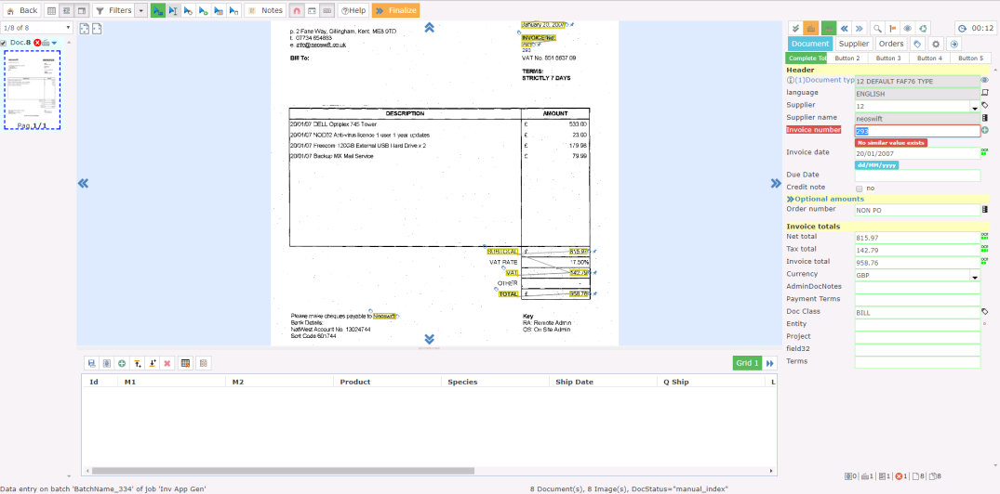 Back Filters Notes Help Finalize
1/8 of 8
Doc.8
Pag.1/1
p. 2 Fane Way, Gillingham, Kent. ME8 9TD
t. 07734 654683
e. info@neoswift.co.uk
Bill To:
January 20, 2007
INVOICE No.
293
VAT No. 851 5837 09
TERMS:
STRICTLY 7 DAYS
DESCRIPTION AMOUNT
20/01/07 DELL Optiplex 745 Tower £ 533.00
20/01/07 NOD32 Anti-virus licence 1 user 1 year updates £ 23.00
20/01/07 Freecom 120GB External USB Hard Drive x 2 £ 179.98
20/01/07 Backup MX Mail Service £ 79.99
SUBTOTAL £ 815.97
VAT RATE 17.50%
VAT 142.79
OTHER -
TOTAL £ 958.76
Please make cheques payable to Neoswift
Bank Details:
NatWest Account No. 13024744
Sort Code 601744
Key
RA: Remote Admin
OS: On Site Admin
00:12
Document Supplier Orders
Complete Tot Button 2 Button 3 Button 4 Button 5
Header
(1)Document typ 12 DEFAULT FAF76 TYPE
language ENGLISH
Supplier 12
Supplier name neoswift
Invoice number 293
No similar value exists
Invoice date 20/01/2007
dd/MM/yyyy
Due Date
Credit note no
Optional amounts
Order number NON PO
Invoice totals
Net total 815.97
Tax total 142.79
Invoice total 958.76
Currency GBP
AdminDocNotes
Payment Terms
Doc Class BILL
Entity
Project
field32
Terms
Grid 1
Id M1 M2 Product Species Ship Date Q Ship L
0 1 1 1 8 8
Data entry on batch 'BatchName_334' of job 'Inv App Gen' 8 Document(s), 8 Image(s), DocStatus="manual_index"